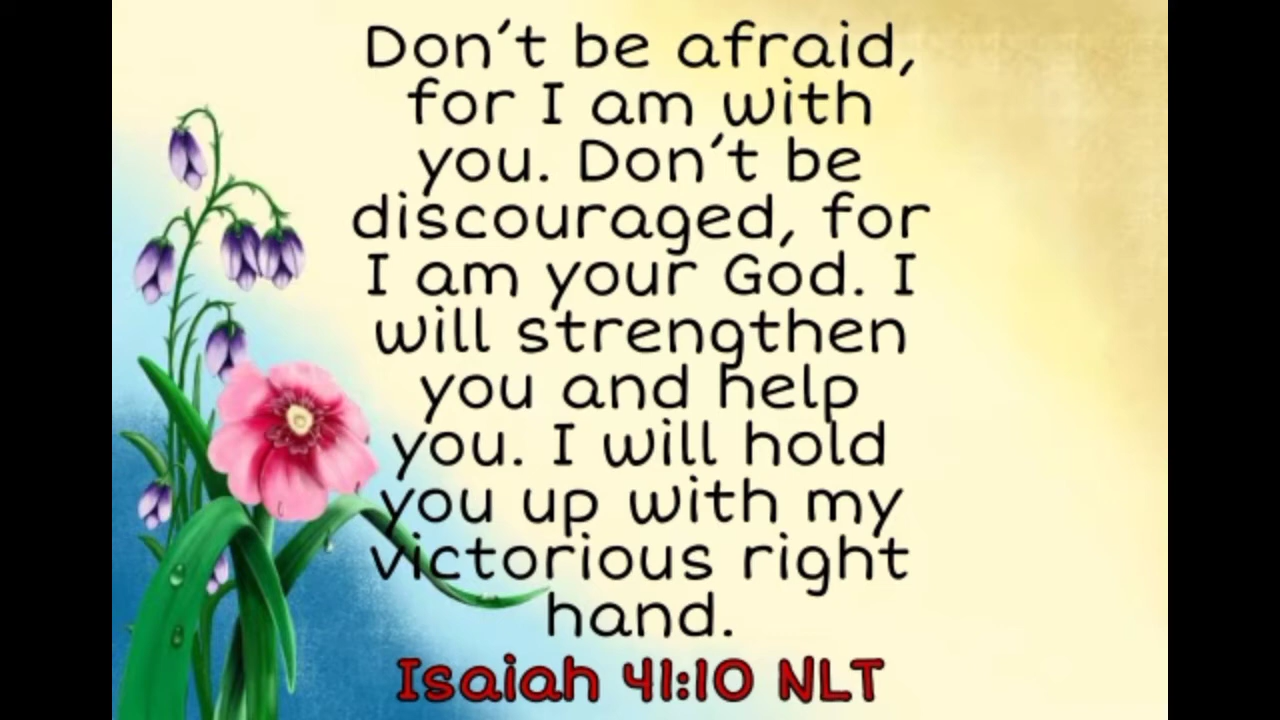 Don't be afraid,
for I am with
you. Don't be
discouraged, for
I am your God. I
will strengthen
you and help
you. I will hold
you up with my
victorious right
hand.
Isaiah 41:10 NLT